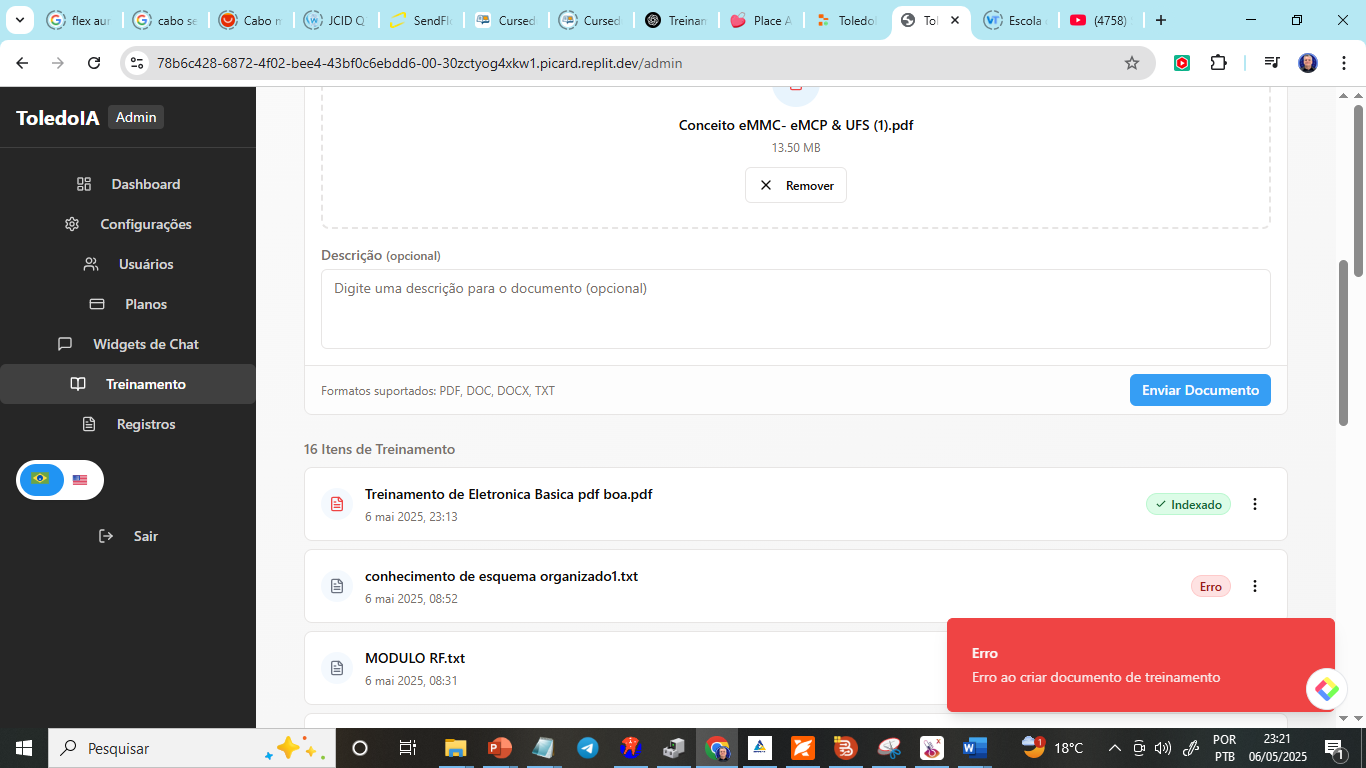 flex aur
cabo se
Cabo n
JCID Q
SendFl
Cursed
Cursed
Treinar
Place A
Toledo
Tol
Escola
(4758)
78b6c428-6872-4f02-bee4-43bf0c6ebdd6-00-30zctyog4xkw1.picard.replit.dev/admin
ToledoIA Admin
Dashboard
Configurações
Usuários
Planos
Widgets de Chat
Treinamento
Registros
Sair
Conceito eMMC- eMCP & UFS (1).pdf
13.50 MB
Remover
Descrição (opcional)
Digite uma descrição para o documento (opcional)
Formatos suportados: PDF, DOC, DOCX, TXT
Enviar Documento
16 Itens de Treinamento
Treinamento de Eletronica Basica pdf boa.pdf
6 mai 2025, 23:13
Indexado
conhecimento de esquema organizado1.txt
6 mai 2025, 08:52
Erro
MODULO RF.txt
6 mai 2025, 08:31
Erro
Erro ao criar documento de treinamento
Pesquisar
18°C
POR
PTB
23:21
06/05/2025